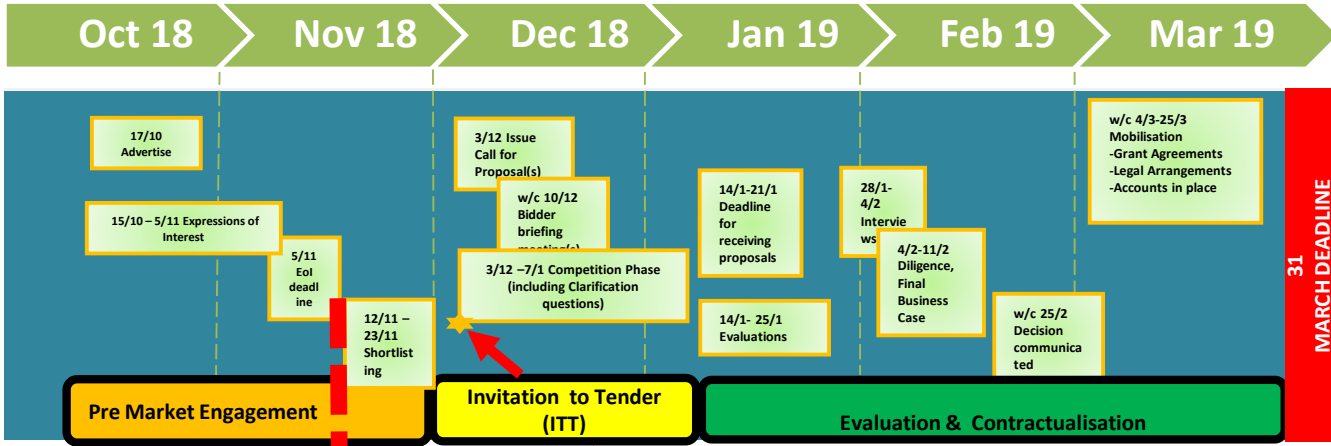 Oct 18
Nov 18
Dec 18
Jan 19
Feb 19
Mar 19
17/10
Advertise
15/10 – 5/11 Expressions of
Interest
5/11
EoI
deadl
ine
12/11 –
23/11
Shortlist
ing
3/12 Issue
Call for
Proposal(s)
w/c 10/12
Bidder
briefing
meeting(s)
3/12 –7/1 Competition Phase
(including Clarification
questions)
14/1-21/1
Deadline
for
receiving
proposals
14/1- 25/1
Evaluations
28/1-
4/2
Intervie
ws
4/2-11/2
Diligence,
Final
Business
Case
w/c 25/2
Decision
communica
ted
w/c 4/3-25/3
Mobilisation
-Grant Agreements
-Legal Arrangements
-Accounts in place
31
MARCH DEADLINE
Pre Market Engagement
Invitation to Tender
(ITT)
Evaluation & Contractualisation